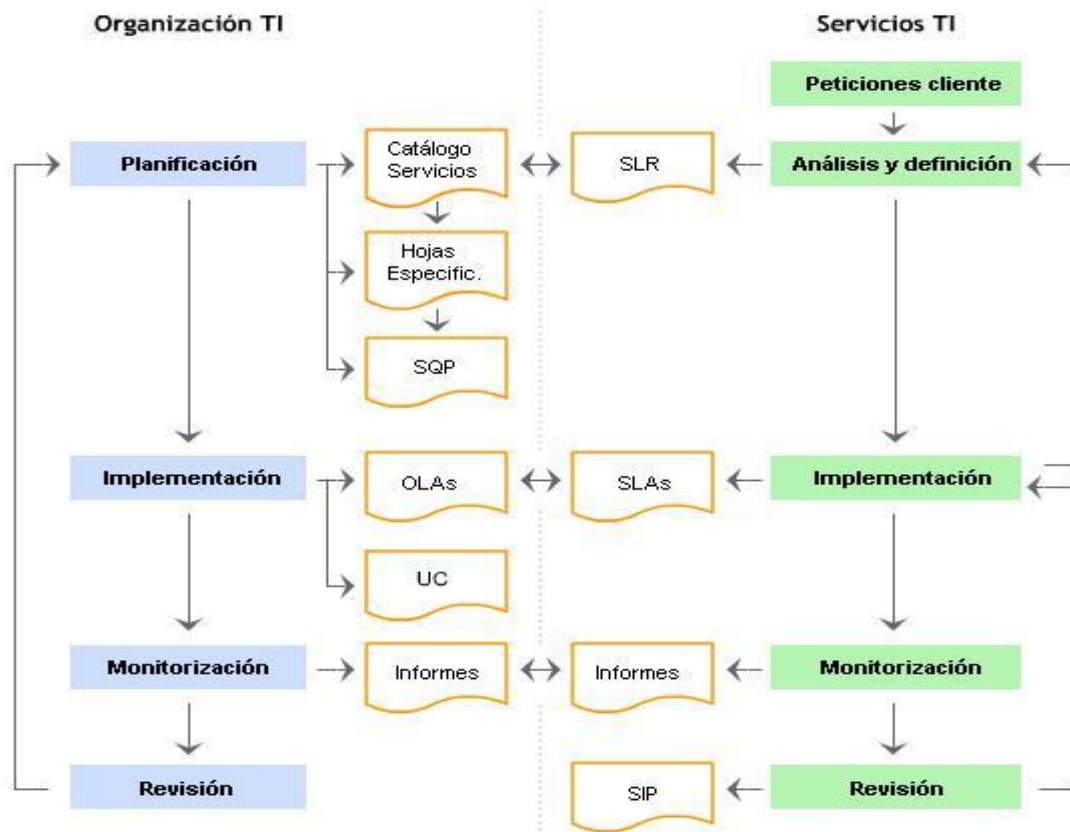 Organización TI
Servicios TI
Peticiones cliente
Planificación
Catálogo
Servicios
SLR
Análisis y definición
Hojas
Especific.
SQP
Implementación
OLAs
SLAs
Implementación
UC
Monitorización
Informes
Informes
Monitorización
Revisión
SIP
Revisión